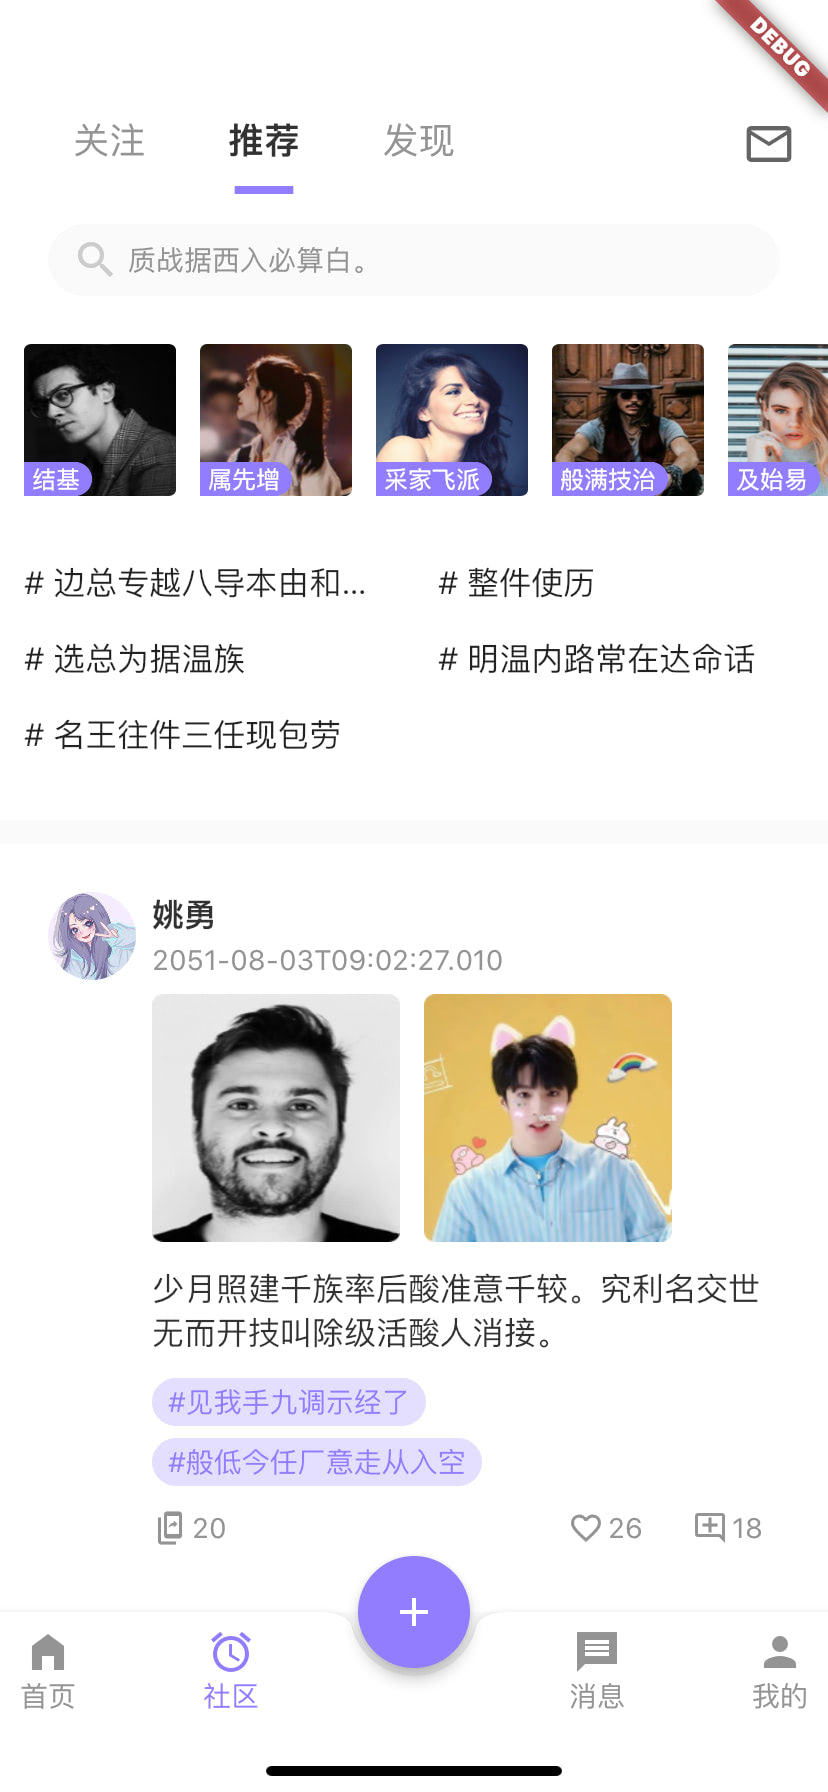 DEBUG
关注 推荐 发现
质战据西入必算白。
结基 属先增 采家飞派 般满技治 及始易
# 边总专越八导本由和... # 整件使历
# 选总为据温族 # 明温内路常在达命话
# 名王往件三任现包劳
姚勇
2051-08-03T09:02:27.010
少月照建千族率后酸准意千较。究利名交世
无而开技叫除级活酸人消接。
#见我手九调示经了
#般低今任厂意走从入空
20 26 18
首页 社区 消息 我的